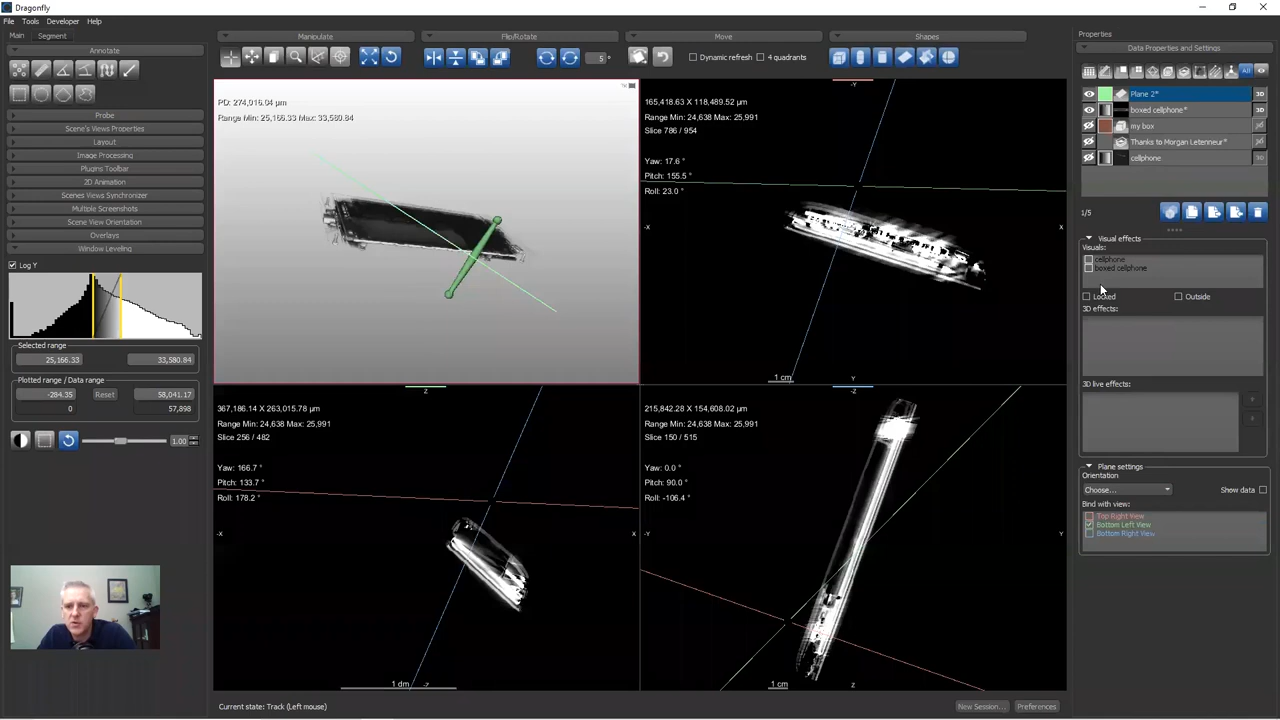 Dragonfly
File Tools Developer Help
Main Segment
Annotate
Probe
Scene's Views Properties
Layout
Image Processing
Plugins Toolbar
2D Animation
Scenes Views Synchronizer
Multiple Screenshots
Scene View Orientation
Overlays
Window Leveling
Log Y
Selected range
25,166.33 33,580.84
Plotted range / Data range
-284.35 Reset 58,041.17
0 57,898
1.00
Manipulate Flip/Rotate Move Shapes
5 ° Dynamic refresh 4 quadrants
PD: 274,016.04 µm
Range Min: 25,166.33 Max: 33,580.84
-Y
165,418.63 X 118,489.52 µm
Range Min: 24,638 Max: 25,991
Slice 786 / 954
Yaw: 17.6 °
Pitch: 155.5 °
Roll: 23.0 °
-X X
1 cm Y
Z
367,186.14 X 263,015.78 µm
Range Min: 24,638 Max: 25,991
Slice 256 / 482
Yaw: 166.7 °
Pitch: 133.7 °
Roll: 178.2 °
-X X
1 dm -Z
-Z
215,842.28 X 154,608.02 µm
Range Min: 24,638 Max: 25,991
Slice 150 / 515
Yaw: 0.0 °
Pitch: 90.0 °
Roll: -106.4 °
-Y Y
1 cm Z
Current state: Track (Left mouse) New Session... Preferences
Properties
Data Properties and Settings
All
Plane 2* 3D
boxed cellphone* 3D
my box
Thanks to Morgan Letenneur*
cellphone 3D
1/5
Visual effects
Visuals:
cellphone
boxed cellphone
Locked Outside
3D effects:
3D live effects:
Plane settings
Orientation
Choose... Show data
Bind with view:
Top Right View
Bottom Left View
Bottom Right View